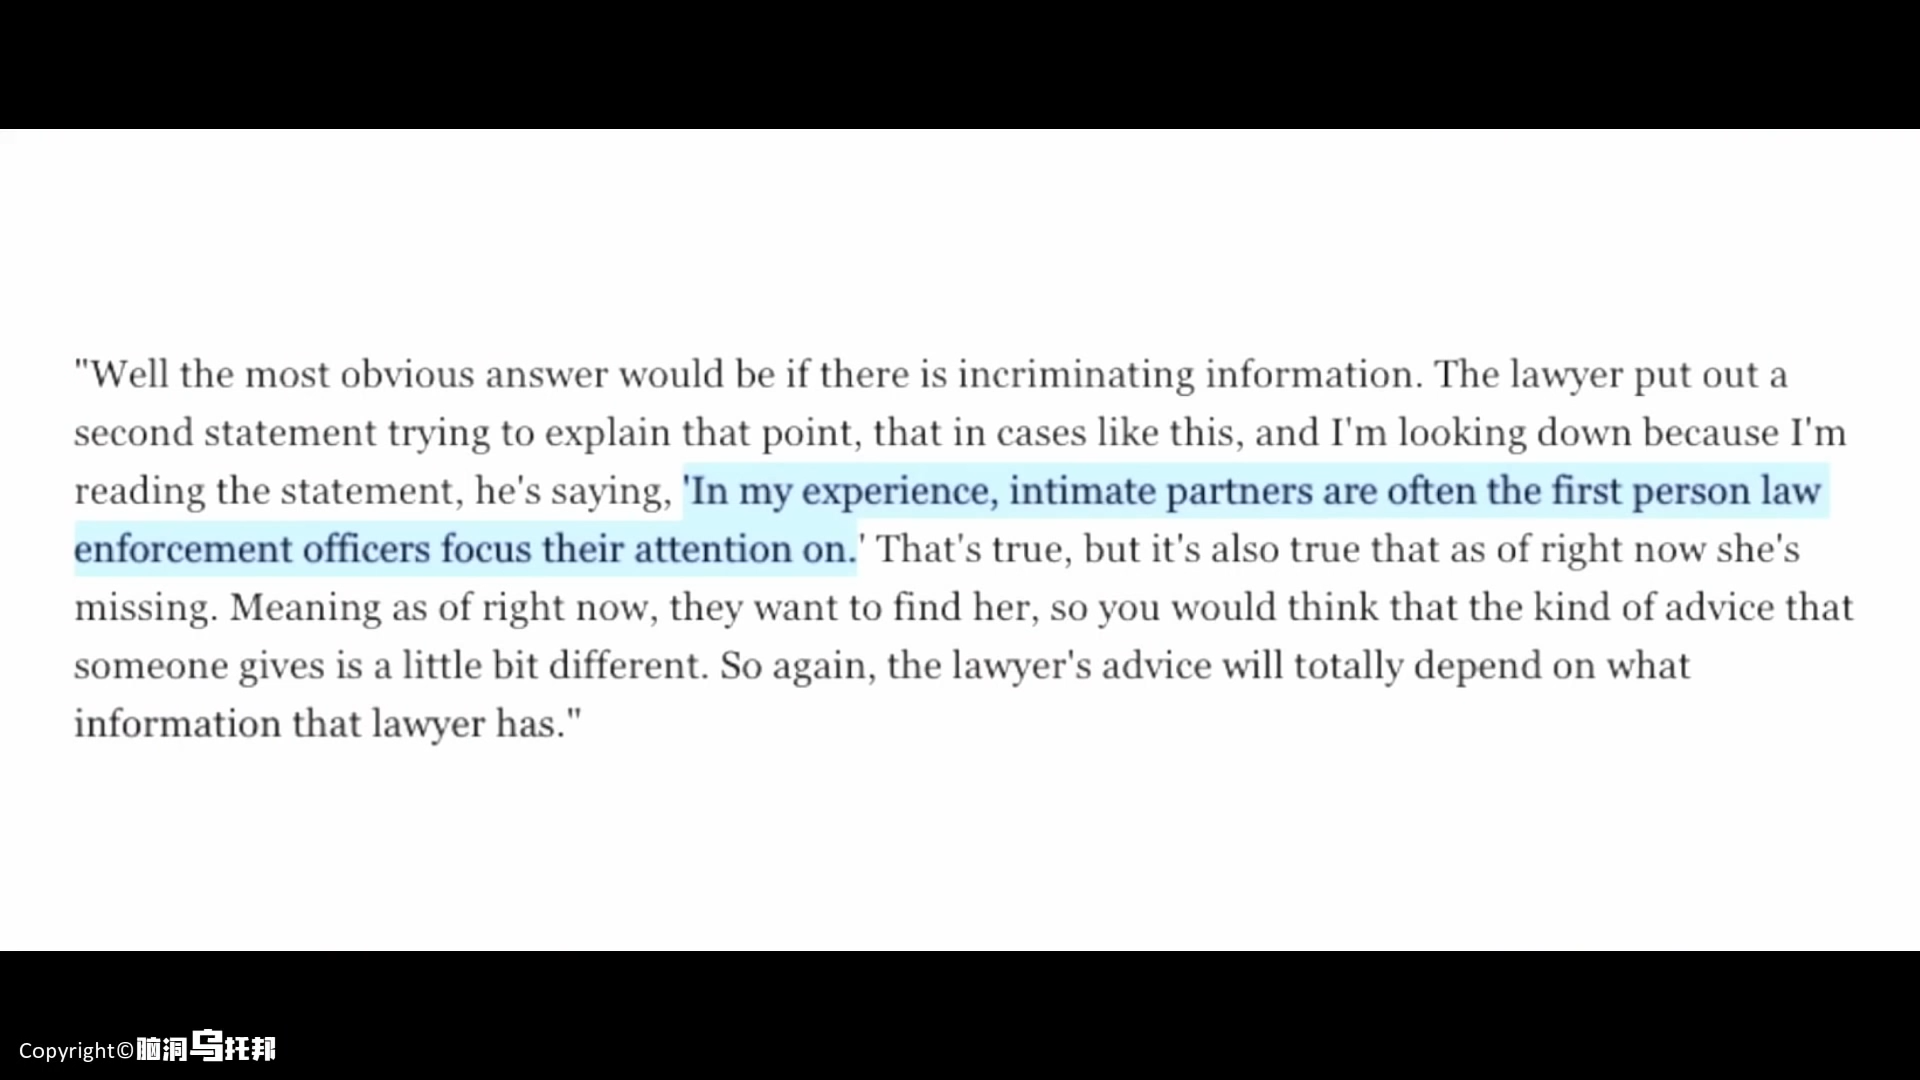 "Well the most obvious answer would be if there is incriminating information. The lawyer put out a
second statement trying to explain that point, that in cases like this, and I'm looking down because I'm
reading the statement, he's saying, 'In my experience, intimate partners are often the first person law
enforcement officers focus their attention on.' That's true, but it's also true that as of right now she's
missing. Meaning as of right now, they want to find her, so you would think that the kind of advice that
someone gives is a little bit different. So again, the lawyer's advice will totally depend on what
information that lawyer has."
Copyright©脑洞乌托邦